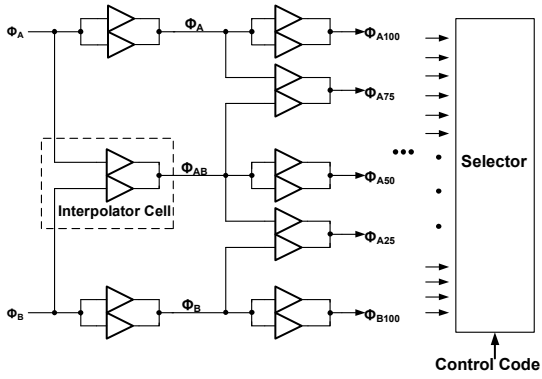 ΦA
ΦA
ΦA100
ΦA75
Interpolator Cell
ΦAB
ΦA50
ΦA25
ΦB
ΦB
ΦB100
Selector
Control Code